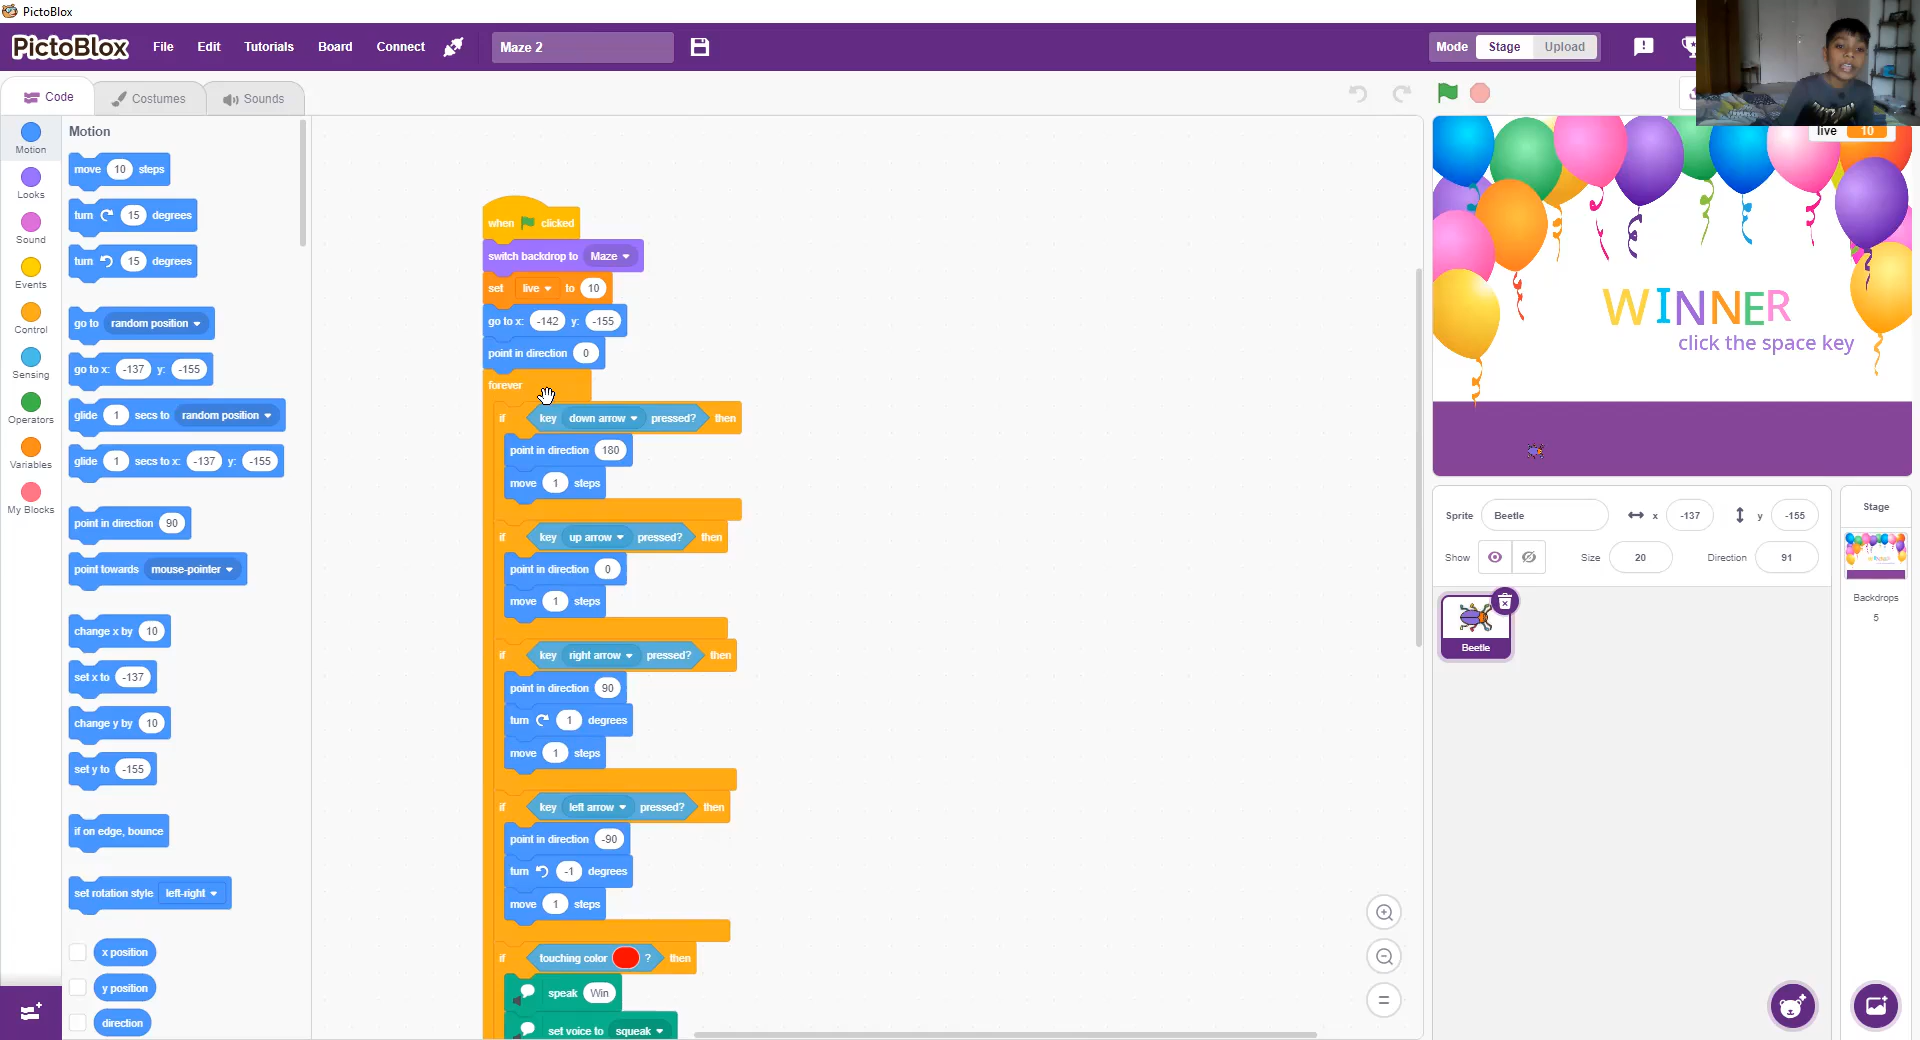 PictoBlox
PictoBlox File Edit Tutorials Board Connect Maze 2 Mode Stage Upload
Code Costumes Sounds
Motion
Looks
Sound
Events
Control
Sensing
Operators
Variables
My Blocks
Motion
move 10 steps
turn 15 degrees
turn 15 degrees
go to random position
go to x: -137 y: -155
glide 1 secs to random position
glide 1 secs to x: -137 y: -155
point in direction 90
point towards mouse-pointer
change x by 10
set x to -137
change y by 10
set y to -155
if on edge, bounce
set rotation style left-right
x position
y position
direction
when clicked
switch backdrop to Maze
set live to 10
go to x: -142 y: -155
point in direction 0
forever
if key down arrow pressed? then
point in direction 180
move 1 steps
if key up arrow pressed? then
point in direction 0
move 1 steps
if key right arrow pressed? then
point in direction 90
turn 1 degrees
move 1 steps
if key left arrow pressed? then
point in direction -90
turn -1 degrees
move 1 steps
if touching color ? then
speak Win
set voice to squeak
live 10
WINNER
click the space key
Sprite Beetle x -137 y -155
Show Size 20 Direction 91
Beetle
Stage
Backdrops
5